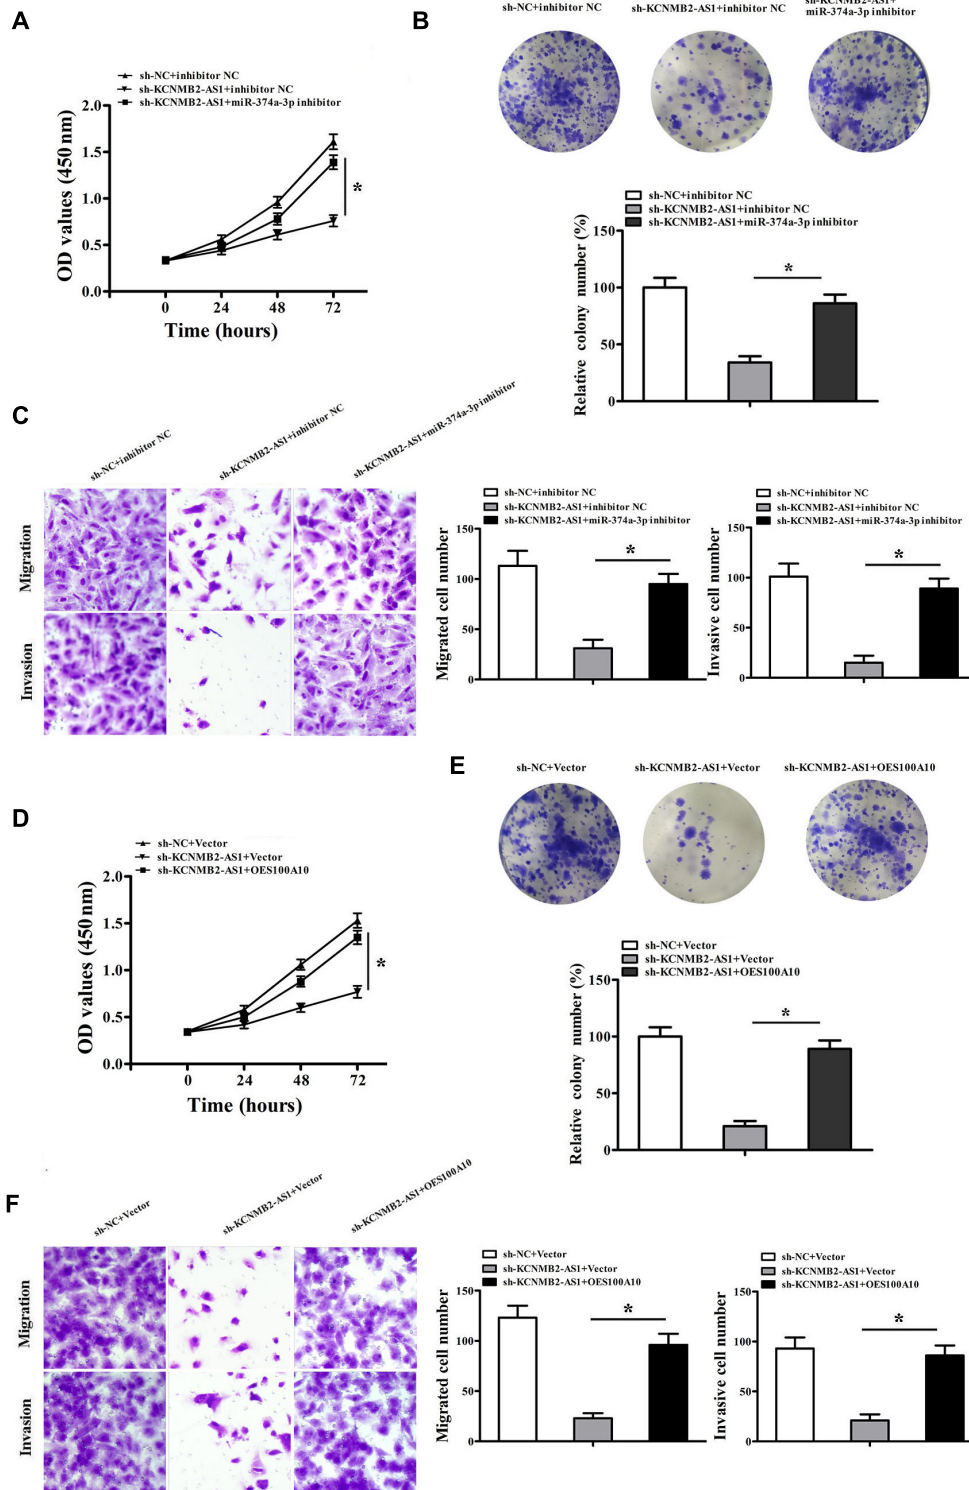 A
sh-NC+inhibitor NC
sh-KCNMB2-AS1+inhibitor NC
sh-KCNMB2-AS1+miR-374a-3p inhibitor
OD values (450nm)
2.0
1.5
1.0
0.5
0.0
*
0 24 48 72
Time (hours)
B
sh-NC+inhibitor NC
sh-KCNMB2-AS1+inhibitor NC
sh-KCNMB2-AS1+
miR-374a-3p inhibitor
sh-NC+inhibitor NC
sh-KCNMB2-AS1+inhibitor NC
sh-KCNMB2-AS1+miR-374a-3p inhibitor
Relative colony number (%)
150
100
50
0
*
C
sh-NC+inhibitor NC
sh-KCNMB2-AS1+inhibitor NC
sh-KCNMB2-AS1+miR-374a-3p inhibitor
Migration
Invasion
sh-NC+inhibitor NC
sh-KCNMB2-AS1+inhibitor NC
sh-KCNMB2-AS1+miR-374a-3p inhibitor
Migrated cell number
150
100
50
0
*
sh-NC+inhibitor NC
sh-KCNMB2-AS1+inhibitor NC
sh-KCNMB2-AS1+miR-374a-3p inhibitor
Invasive cell number
150
100
50
0
*
D
sh-NC+Vector
sh-KCNMB2-AS1+Vector
sh-KCNMB2-AS1+OES100A10
OD values (450nm)
2.0
1.5
1.0
0.5
0.0
*
0 24 48 72
Time (hours)
E
sh-NC+Vector
sh-KCNMB2-AS1+Vector
sh-KCNMB2-AS1+OES100A10
sh-NC+Vector
sh-KCNMB2-AS1+Vector
sh-KCNMB2-AS1+OES100A10
Relative colony number (%)
150
100
50
0
*
F
sh-NC+Vector
sh-KCNMB2-AS1+Vector
sh-KCNMB2-AS1+OES100A10
Migration
Invasion
sh-NC+Vector
sh-KCNMB2-AS1+Vector
sh-KCNMB2-AS1+OES100A10
Migrated cell number
150
100
50
0
*
sh-NC+Vector
sh-KCNMB2-AS1+Vector
sh-KCNMB2-AS1+OES100A10
Invasive cell number
150
100
50
0
*